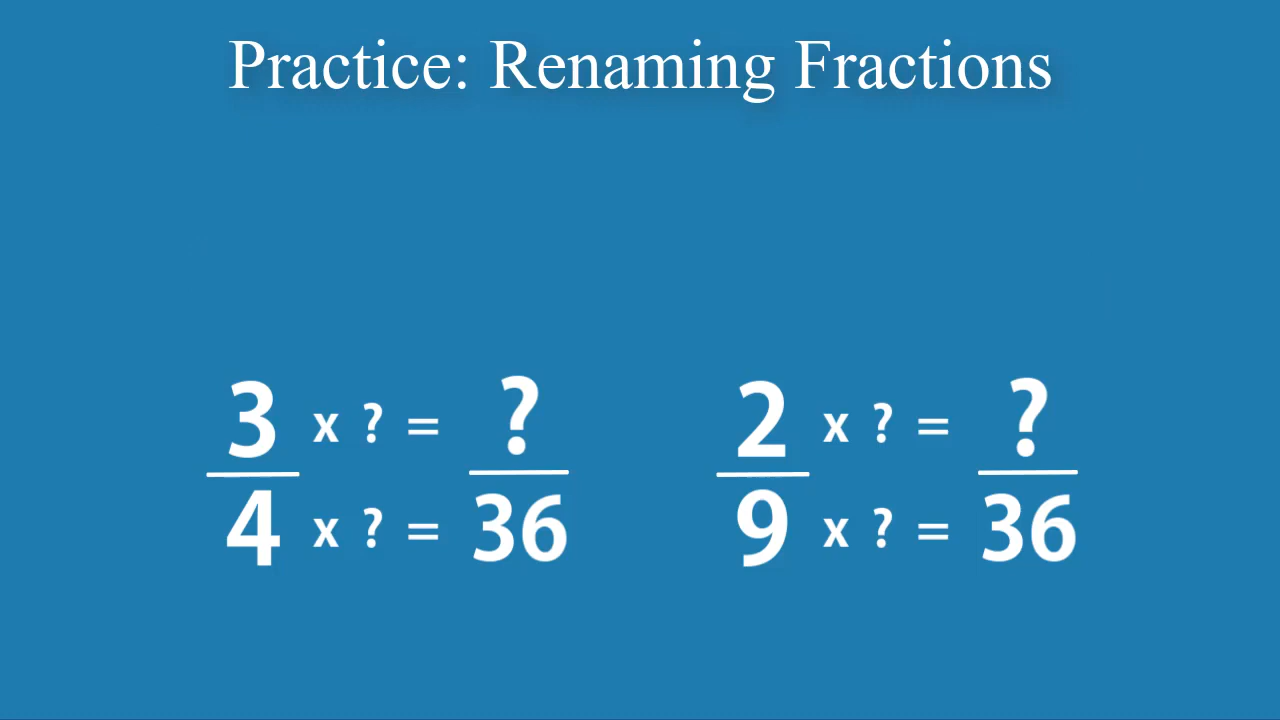 Practice: Renaming Fractions
3 x ? = ? 2 x ? = ?
4 x ? = 36 9 x ? = 36